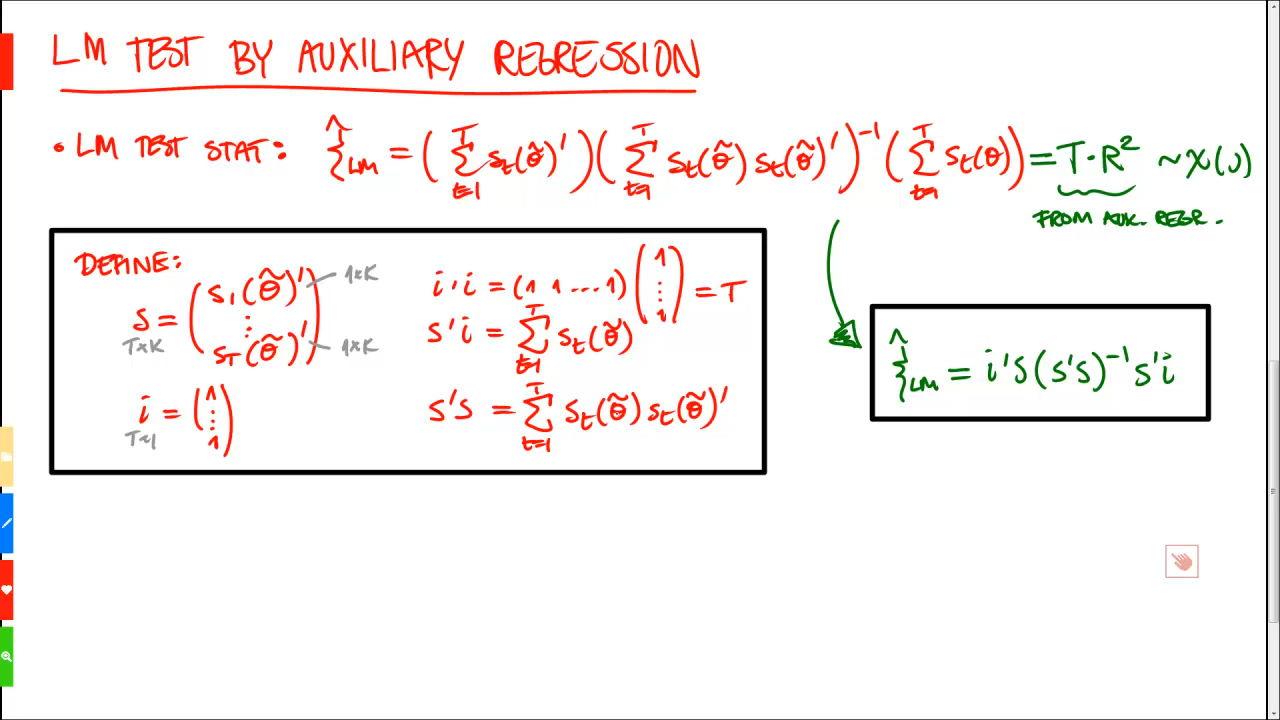 LM TEST BY AUXILIARY REGRESSION
• LM TEST STAT: ξ̂_LM = (∑_{t=1}^T s_t(θ̃)′)(∑_{t=1}^T s_t(θ̃) s_t(θ̃)′)^{-1}(∑_{t=1}^T s_t(θ)) = T·R² ~ χ(J)
FROM AUX. REGR.
DEFINE:
S = (s_1(θ̃)′ ⋮ s_T(θ̃)′)
1×K
1×K
T×K
i = (1 ⋮ 1)
T×1
i′i = (1 1 ... 1)(1 ⋮ 1) = T
S′i = ∑_{t=1}^T s_t(θ̃)
S′S = ∑_{t=1}^T s_t(θ̃) s_t(θ̃)′
ξ̂_LM = i′S(S′S)^{-1}S′i